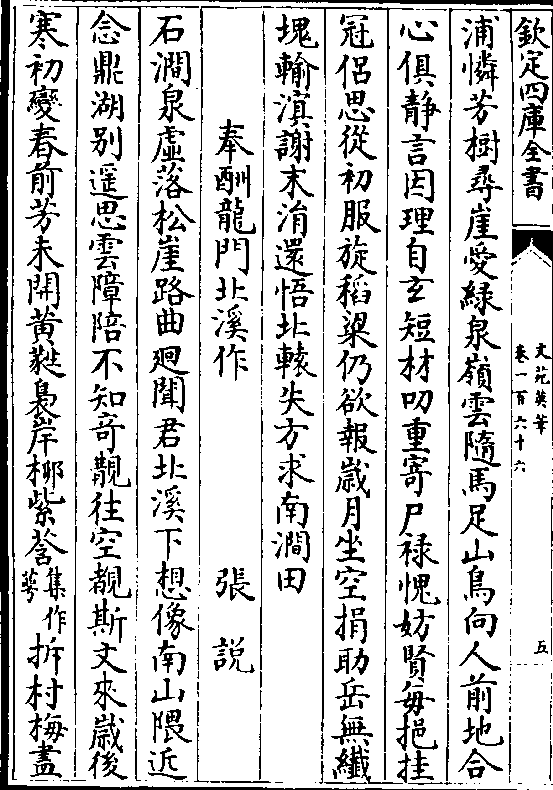 欽定四庫全書
文苑英華
卷一百六十六
五
浦憐芳樹尋崖愛緑泉嶺雲隨馬足山鳥向人前地合
心俱静言因理自玄短材叨重寄尸禄愧妨賢每挹挂
冠侶思從初服旋稻粱仍欲報歲月坐空捐助岳無纖
塊輸溟謝末涓還悟北轅失方求南澗田
奉酬龍門北溪作
張説
石澗泉虛落松崖路曲廻聞君北溪下想像南山隈近
念鼎湖別遥思雲障陪不知竒覯往空靚斯文來歲後
寒初變春前芳未開黄蕤裊岸栁紫萏集作萼拆村梅盡